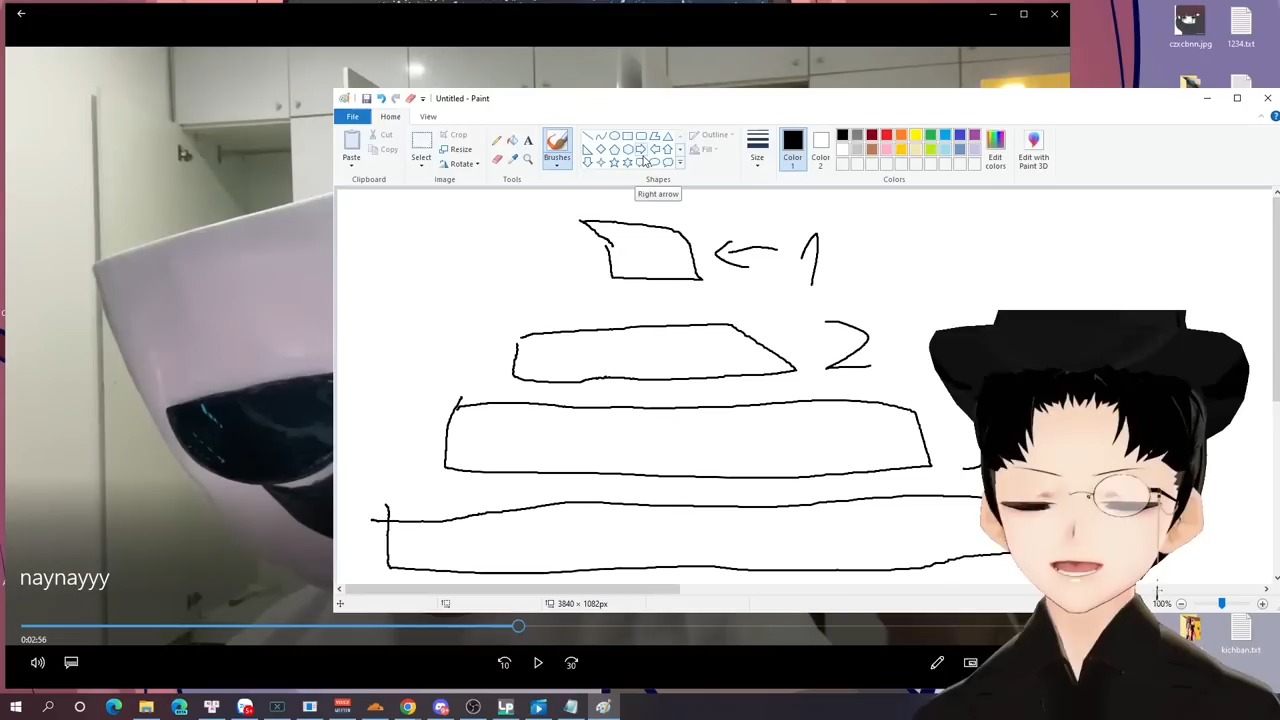 czxcbnn.jpg
1234.txt
Untitled - Paint
File
Home
View
Paste
Cut
Copy
Clipboard
Select
Crop
Resize
Rotate
Image
Tools
Brushes
Shapes
Outline
Fill
Size
Color 1
Color 2
Edit colors
Colors
Edit with Paint 3D
Right arrow
1
2
naynayyy
3840 × 1082px
100%
0:02:56
10
30
kichban.txt